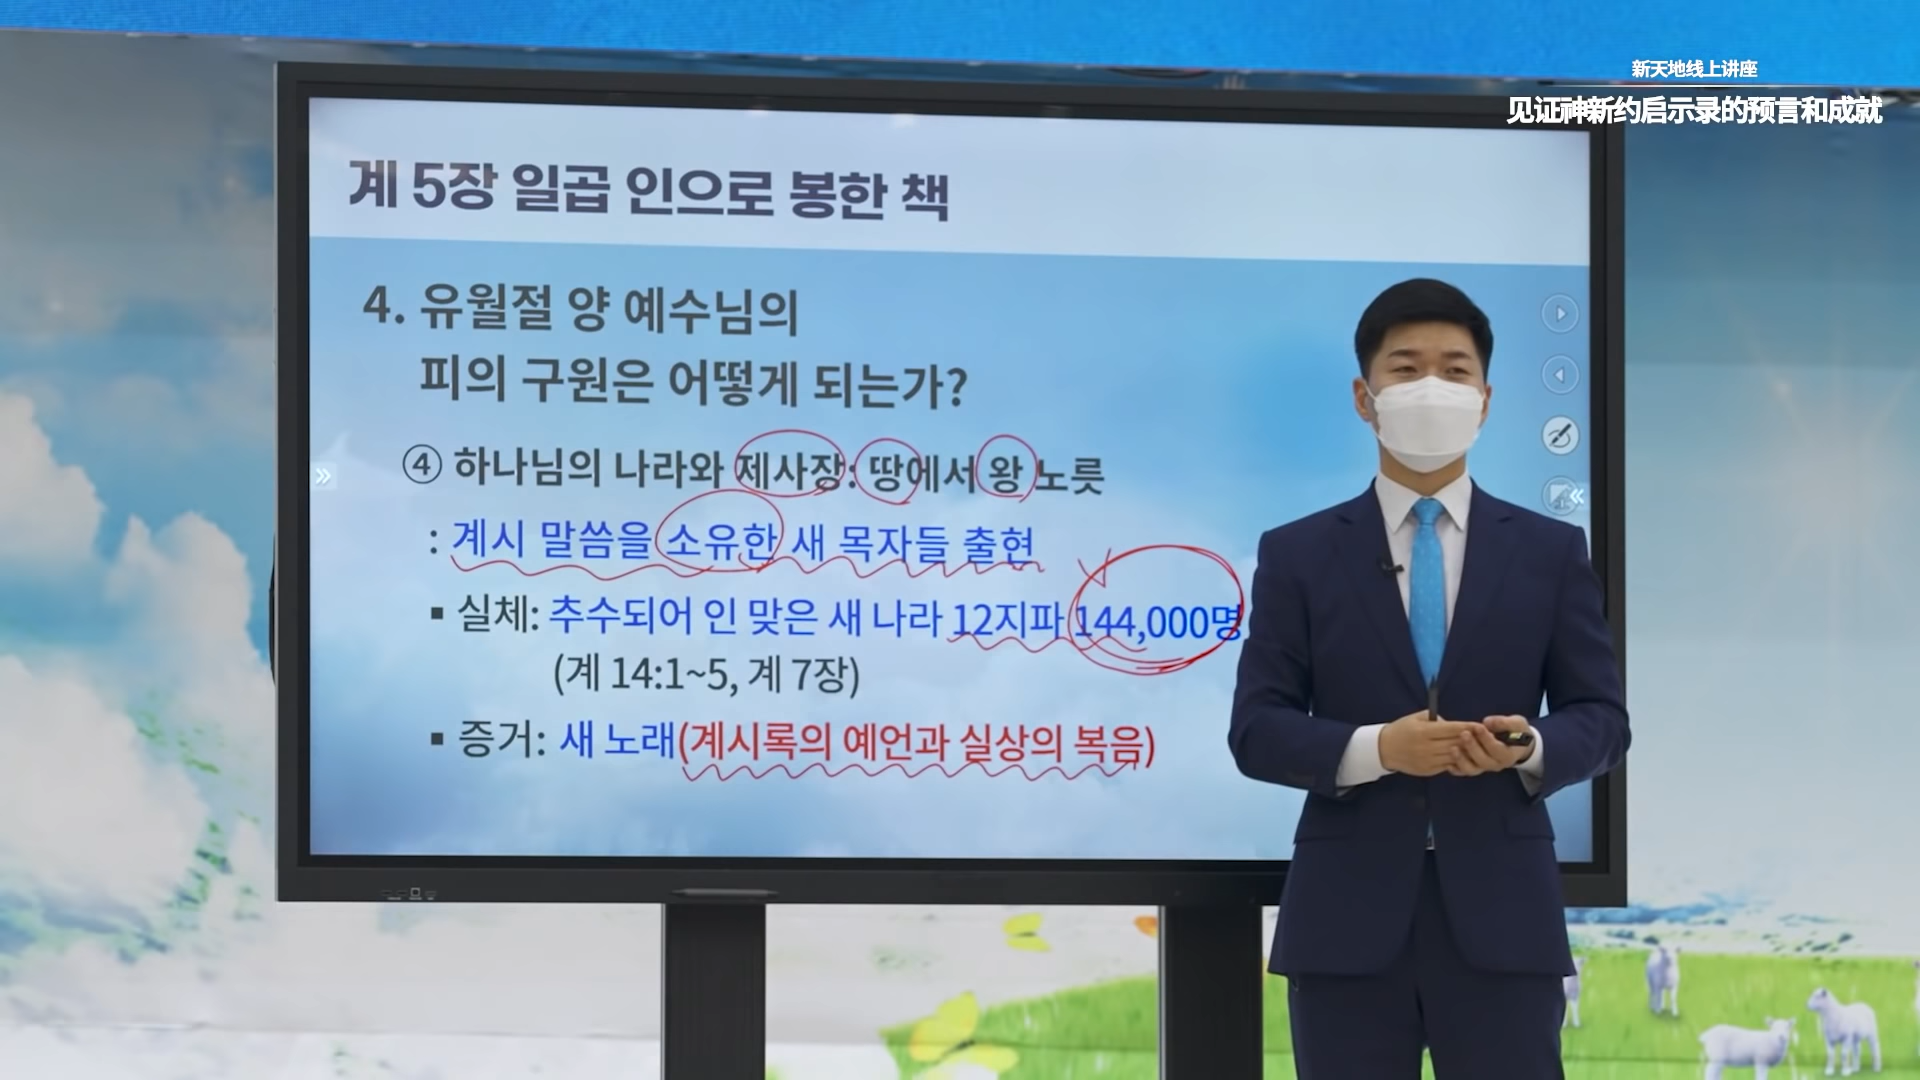 新天地线上讲座
见证神新约启示录的预言和成就
계 5장 일곱 인으로 봉한 책
4. 유월절 양 예수님의
피의 구원은 어떻게 되는가?
④ 하나님의 나라와 제사장: 땅에서 왕 노릇
: 계시 말씀을 소유한 새 목자들 출현
▪ 실체: 추수되어 인 맞은 새 나라 12지파 144,000명
(계 14:1~5, 계 7장)
▪ 증거: 새 노래(계시록의 예언과 실상의 복음)